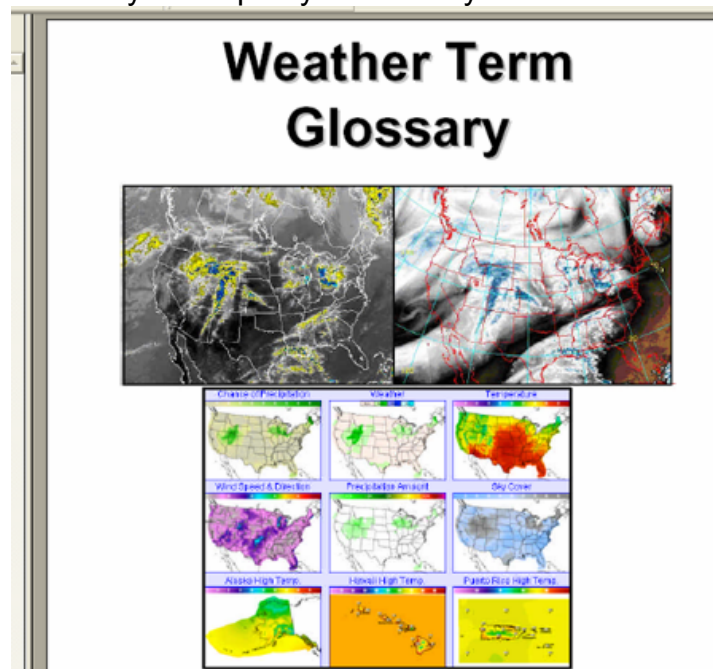 Weather Term
Glossary
Chance of Precipitation
Weather
Temperature
Wind Speed & Direction
Precipitation Amount
Sky Cover
Alaska High Temp.
Hawaii High Temp.
Puerto Rico High Temp.